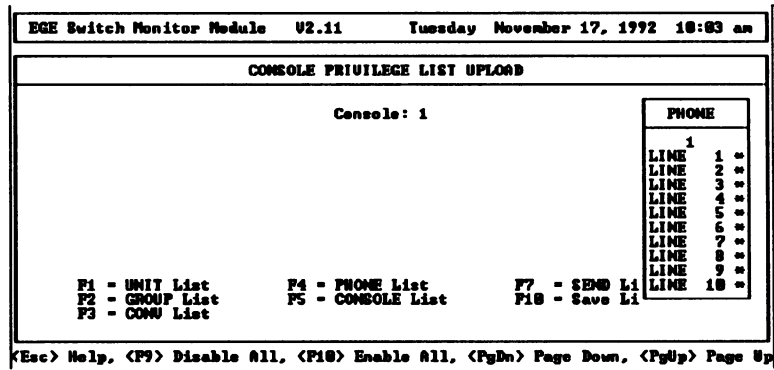 EGE Switch Monitor Module V2.11 Tuesday November 17, 1992 10:03 am
CONSOLE PRIVILEGE LIST UPLOAD
Console: 1
PHONE
1
LINE 1 *
LINE 2 *
LINE 3 *
LINE 4 *
LINE 5 *
LINE 6 *
LINE 7 *
LINE 8 *
LINE 9 *
LINE 10 *
F1 - UNIT List F4 - PHONE List F7 - SEND Li
F2 - GROUP List F5 - CONSOLE List F10 - Save Li
F3 - CONV List
<Esc> Help, <F9> Disable All, <F10> Enable All, <PgDn> Page Down, <PgUp> Page Up